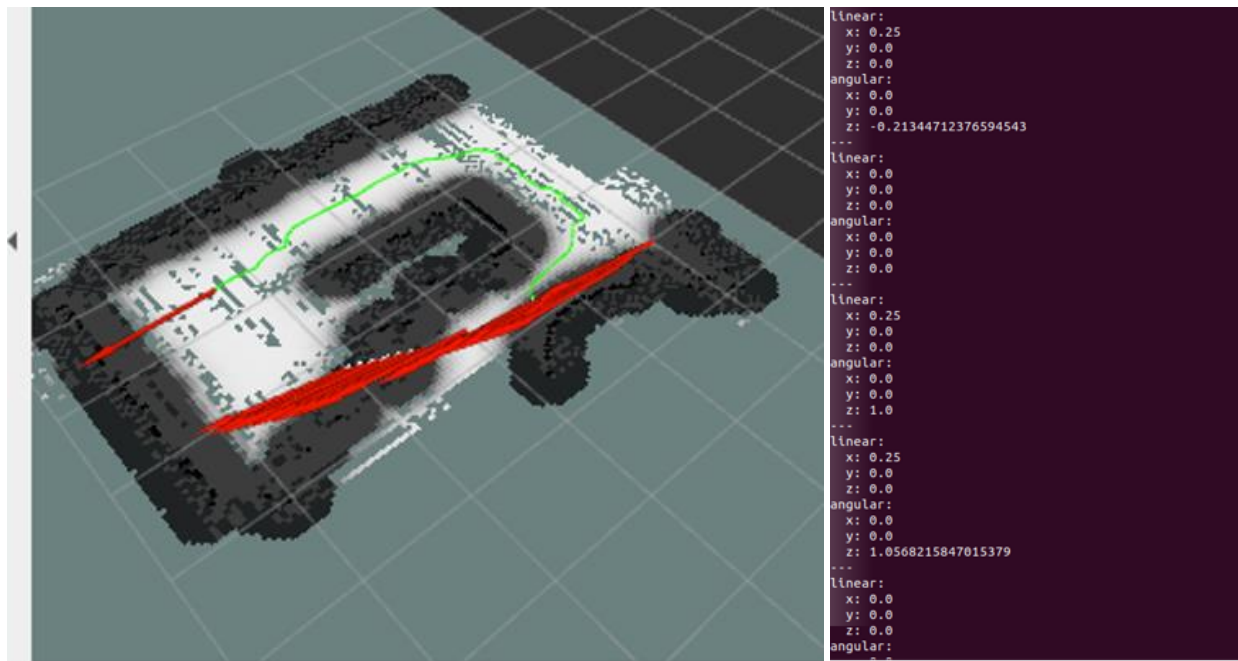 linear:
  x: 0.25
  y: 0.0
  z: 0.0
angular:
  x: 0.0
  y: 0.0
  z: -0.21344712376594543
---
linear:
  x: 0.0
  y: 0.0
  z: 0.0
angular:
  x: 0.0
  y: 0.0
  z: 0.0
---
linear:
  x: 0.25
  y: 0.0
  z: 0.0
angular:
  x: 0.0
  y: 0.0
  z: 1.0
---
linear:
  x: 0.25
  y: 0.0
  z: 0.0
angular:
  x: 0.0
  y: 0.0
  z: 1.0568215847015379
---
linear:
  x: 0.0
  y: 0.0
  z: 0.0
angular: